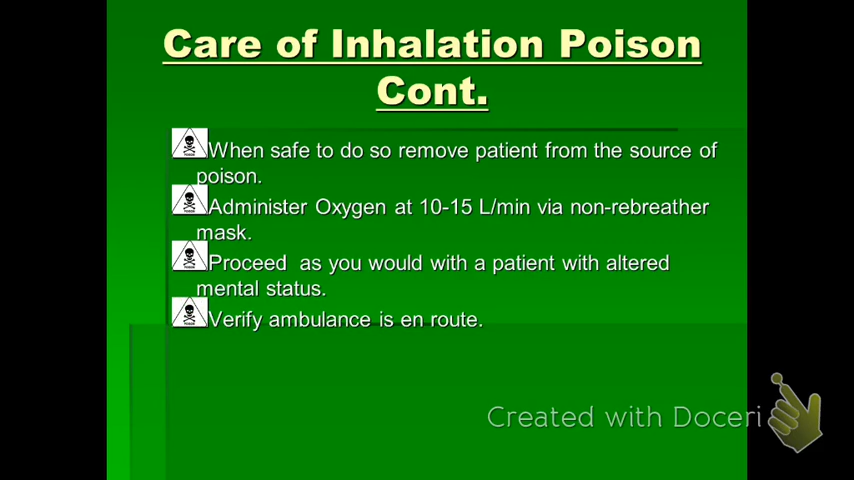 Care of Inhalation Poison
Cont.
When safe to do so remove patient from the source of
poison.
Administer Oxygen at 10-15 L/min via non-rebreather
mask.
Proceed  as you would with a patient with altered
mental status.
Verify ambulance is en route.
Created with Doceri